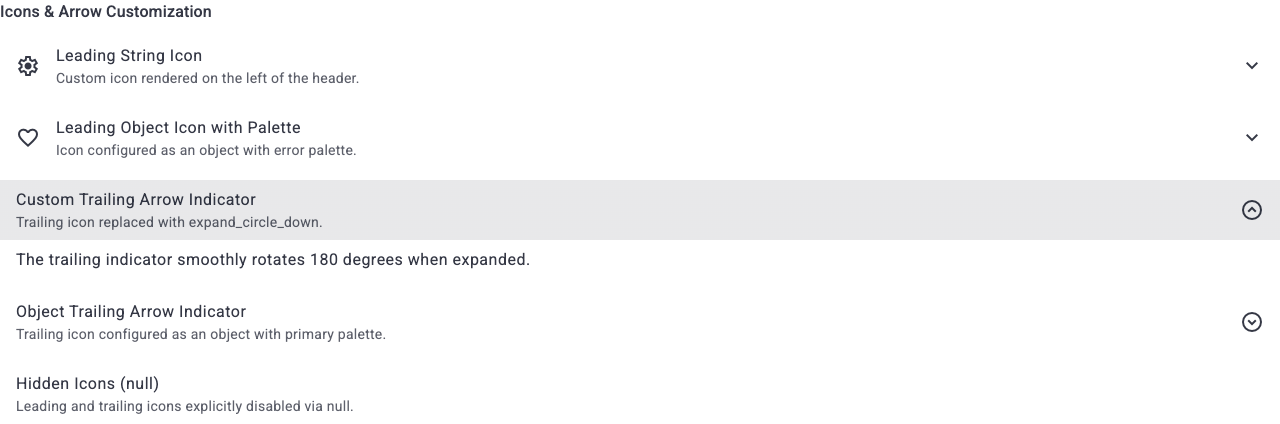 Icons & Arrow Customization
Leading String Icon
Custom icon rendered on the left of the header.
Leading Object Icon with Palette
Icon configured as an object with error palette.
Custom Trailing Arrow Indicator
Trailing icon replaced with expand_circle_down.
The trailing indicator smoothly rotates 180 degrees when expanded.
Object Trailing Arrow Indicator
Trailing icon configured as an object with primary palette.
Hidden Icons (null)
Leading and trailing icons explicitly disabled via null.